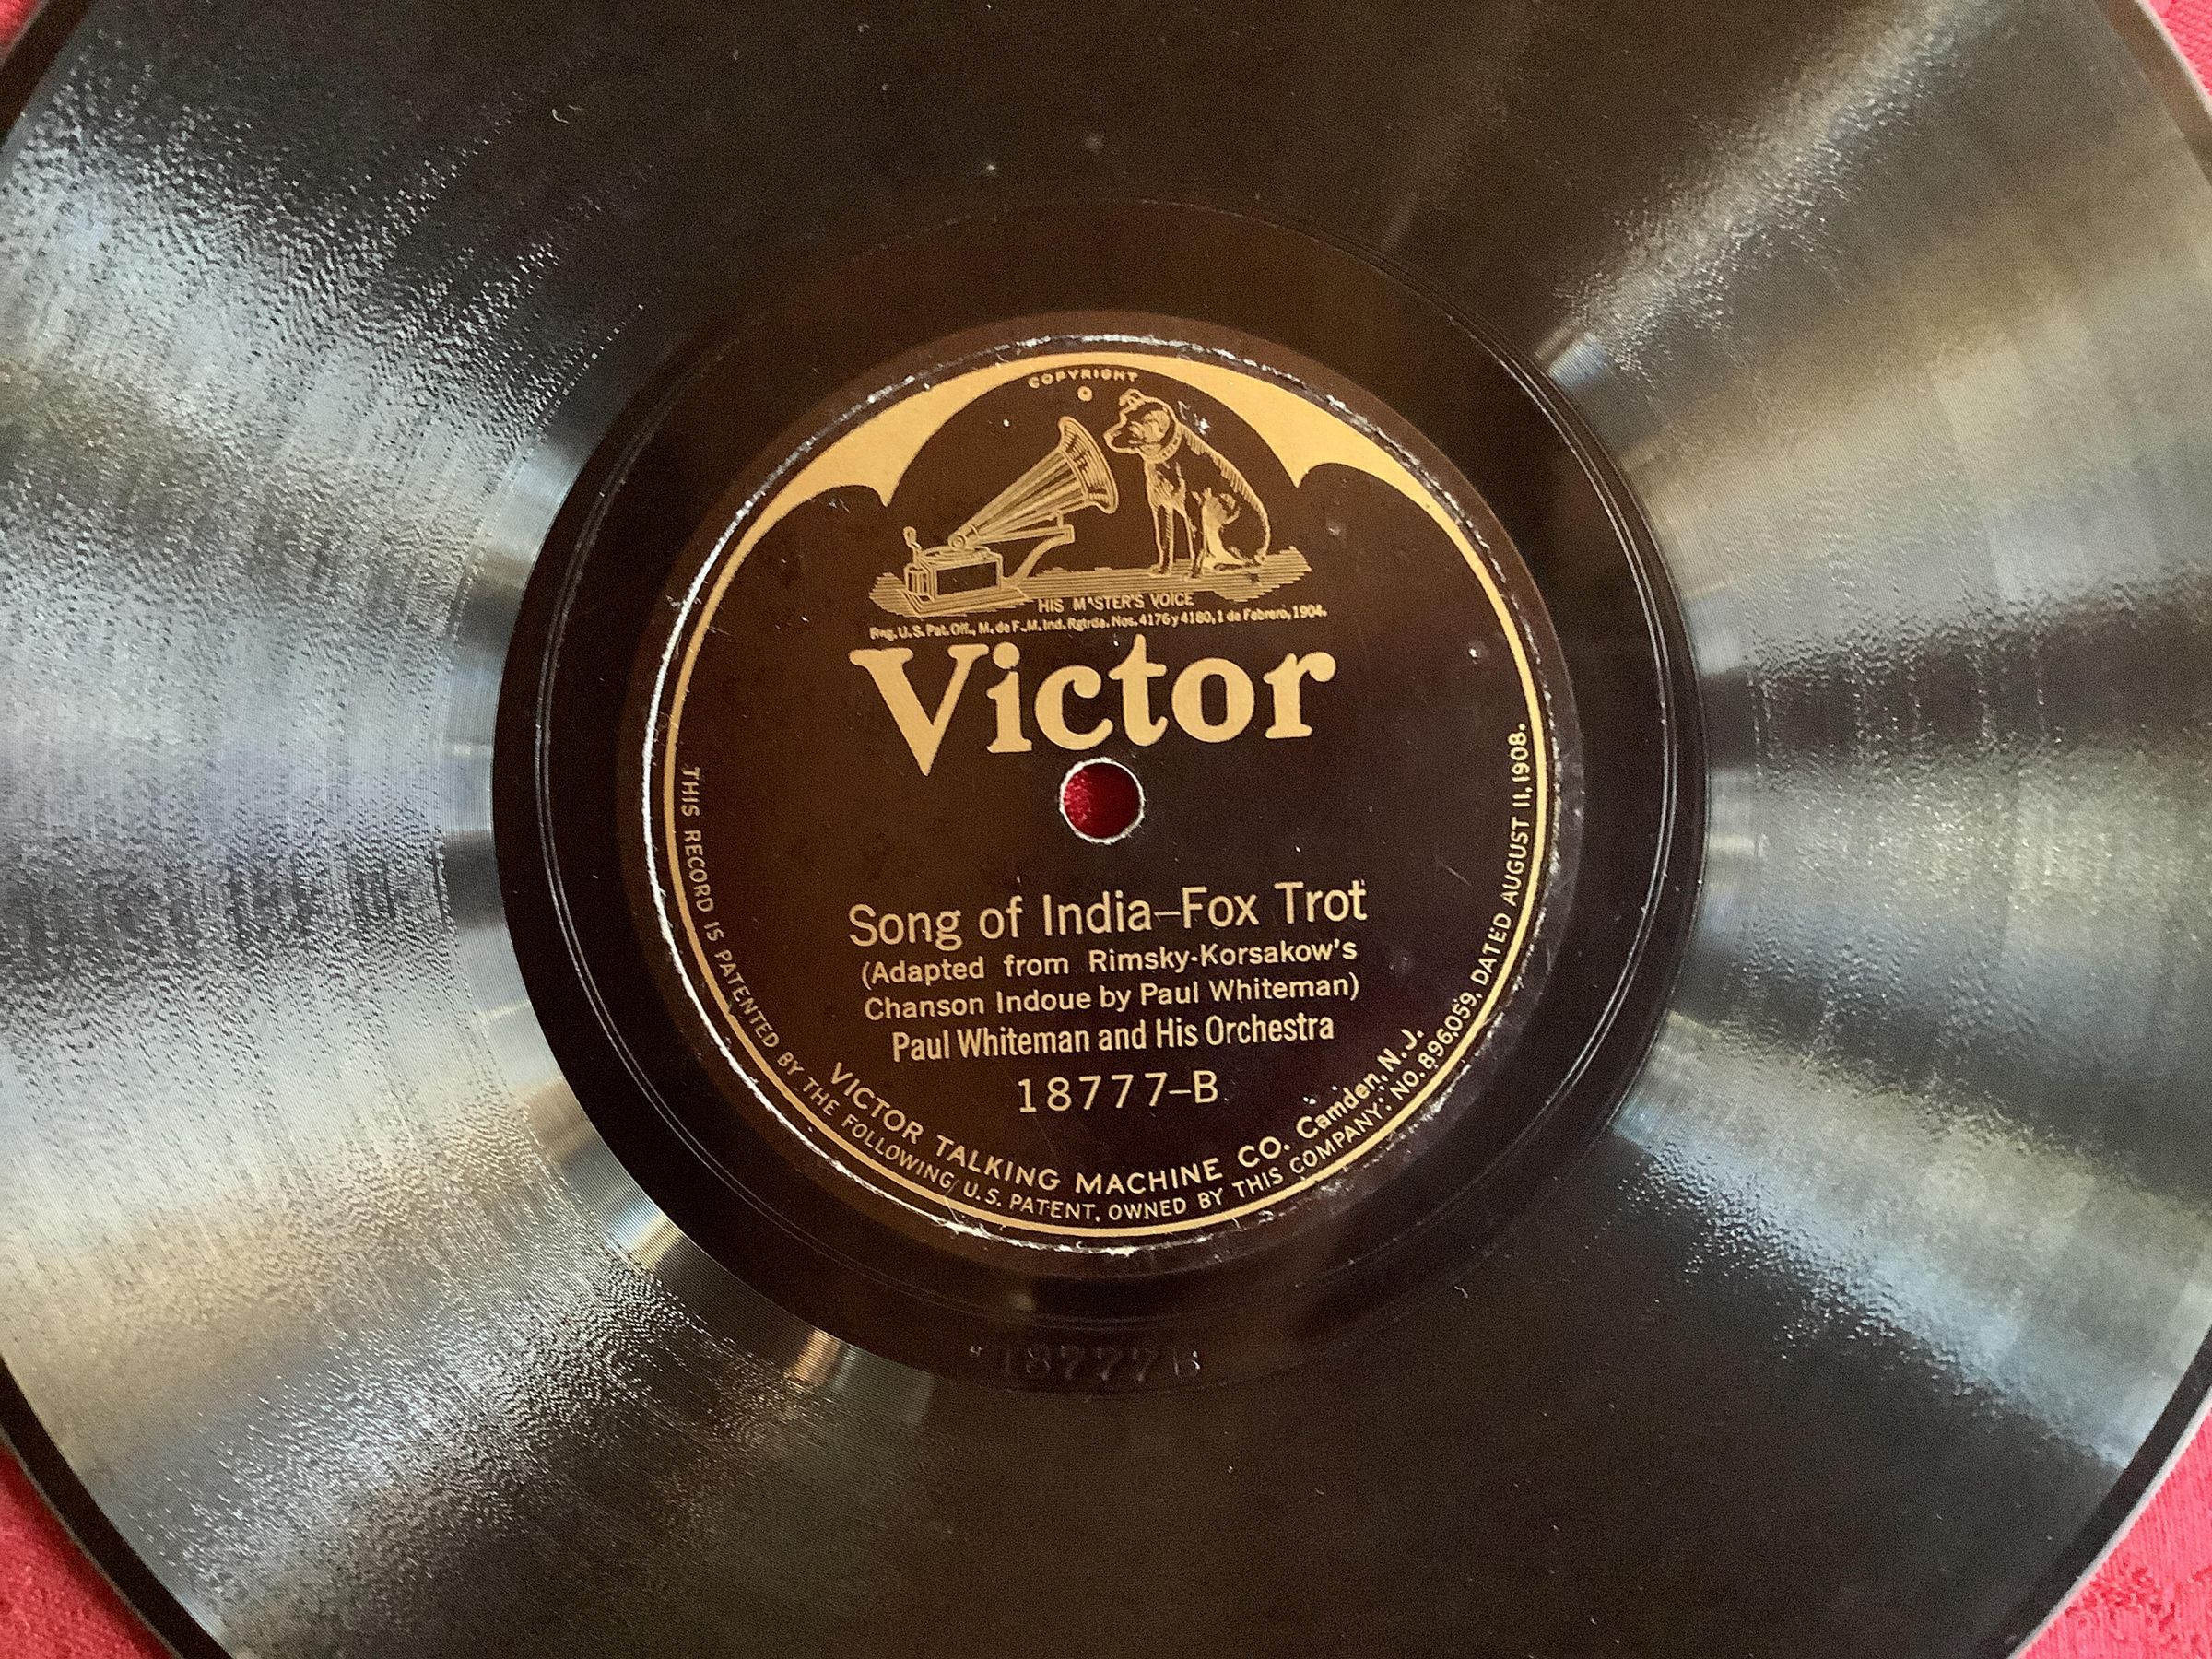 COPYRIGHT
HIS MASTER'S VOICE
Reg. U.S. Pat. Off., M. de F., M. Ind. Rgtrda. Nos. 4176 y 4180, 1 de Febrero, 1904.
Victor
Song of India–Fox Trot
(Adapted from Rimsky-Korsakow's
Chanson Indoue by Paul Whiteman)
Paul Whiteman and His Orchestra
18777–B
VICTOR TALKING MACHINE CO. Camden, N.J.
THIS RECORD IS PATENTED BY THE FOLLOWING U.S. PATENT, OWNED BY THIS COMPANY: NO. 896,059, DATED AUGUST 11, 1908.
18777B